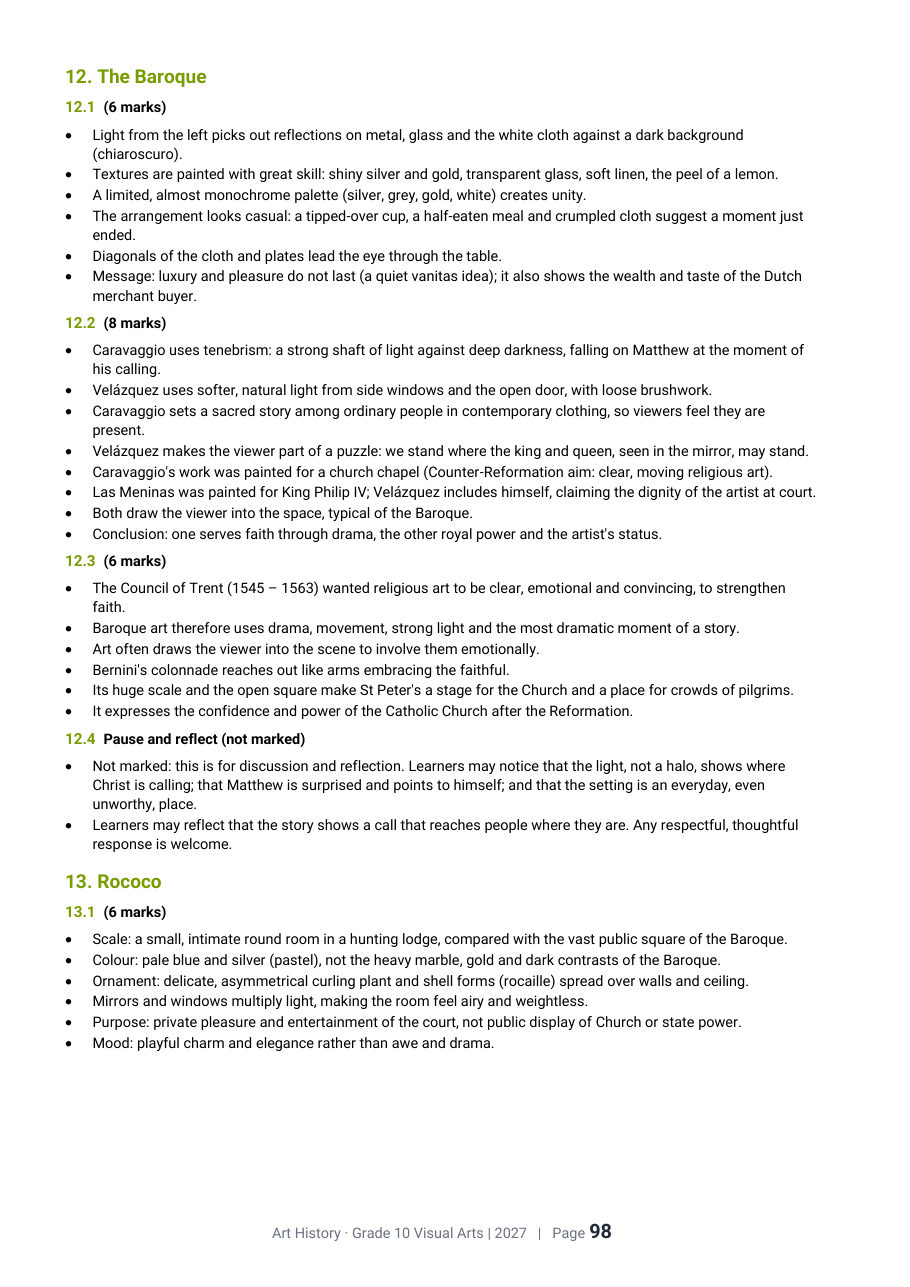 12. The Baroque
12.1 (6 marks)
• Light from the left picks out reflections on metal, glass and the white cloth against a dark background
(chiaroscuro).
• Textures are painted with great skill: shiny silver and gold, transparent glass, soft linen, the peel of a lemon.
• A limited, almost monochrome palette (silver, grey, gold, white) creates unity.
• The arrangement looks casual: a tipped-over cup, a half-eaten meal and crumpled cloth suggest a moment just
ended.
• Diagonals of the cloth and plates lead the eye through the table.
• Message: luxury and pleasure do not last (a quiet vanitas idea); it also shows the wealth and taste of the Dutch
merchant buyer.
12.2 (8 marks)
• Caravaggio uses tenebrism: a strong shaft of light against deep darkness, falling on Matthew at the moment of
his calling.
• Velázquez uses softer, natural light from side windows and the open door, with loose brushwork.
• Caravaggio sets a sacred story among ordinary people in contemporary clothing, so viewers feel they are
present.
• Velázquez makes the viewer part of a puzzle: we stand where the king and queen, seen in the mirror, may stand.
• Caravaggio's work was painted for a church chapel (Counter-Reformation aim: clear, moving religious art).
• Las Meninas was painted for King Philip IV; Velázquez includes himself, claiming the dignity of the artist at court.
• Both draw the viewer into the space, typical of the Baroque.
• Conclusion: one serves faith through drama, the other royal power and the artist's status.
12.3 (6 marks)
• The Council of Trent (1545 – 1563) wanted religious art to be clear, emotional and convincing, to strengthen
faith.
• Baroque art therefore uses drama, movement, strong light and the most dramatic moment of a story.
• Art often draws the viewer into the scene to involve them emotionally.
• Bernini's colonnade reaches out like arms embracing the faithful.
• Its huge scale and the open square make St Peter's a stage for the Church and a place for crowds of pilgrims.
• It expresses the confidence and power of the Catholic Church after the Reformation.
12.4 Pause and reflect (not marked)
• Not marked: this is for discussion and reflection. Learners may notice that the light, not a halo, shows where
Christ is calling; that Matthew is surprised and points to himself; and that the setting is an everyday, even
unworthy, place.
• Learners may reflect that the story shows a call that reaches people where they are. Any respectful, thoughtful
response is welcome.
13. Rococo
13.1 (6 marks)
• Scale: a small, intimate round room in a hunting lodge, compared with the vast public square of the Baroque.
• Colour: pale blue and silver (pastel), not the heavy marble, gold and dark contrasts of the Baroque.
• Ornament: delicate, asymmetrical curling plant and shell forms (rocaille) spread over walls and ceiling.
• Mirrors and windows multiply light, making the room feel airy and weightless.
• Purpose: private pleasure and entertainment of the court, not public display of Church or state power.
• Mood: playful charm and elegance rather than awe and drama.
Art History · Grade 10 Visual Arts | 2027 | Page 98